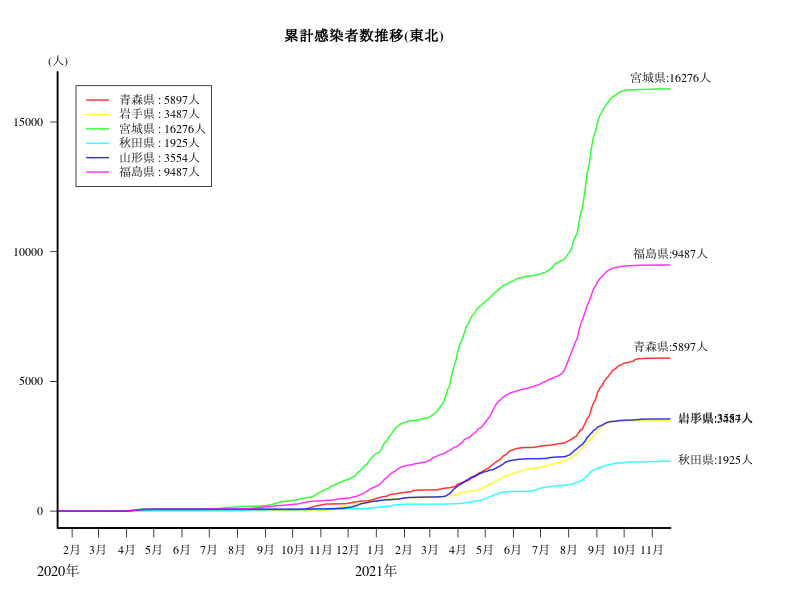 累計感染者数推移(東北)
(人)
宮城県:16276人
青森県 : 5897人
岩手県 : 3487人
宮城県 : 16276人
秋田県 : 1925人
山形県 : 3554人
福島県 : 9487人
15000
10000
福島県:9487人
青森県:5897人
5000
秋田県:1925人
0
2月 3月 4月 5月 6月 7月 8月 9月 10月 11月 12月 1月 2月 3月 4月 5月 6月 7月 8月 9月 10月 11月
2020年 2021年